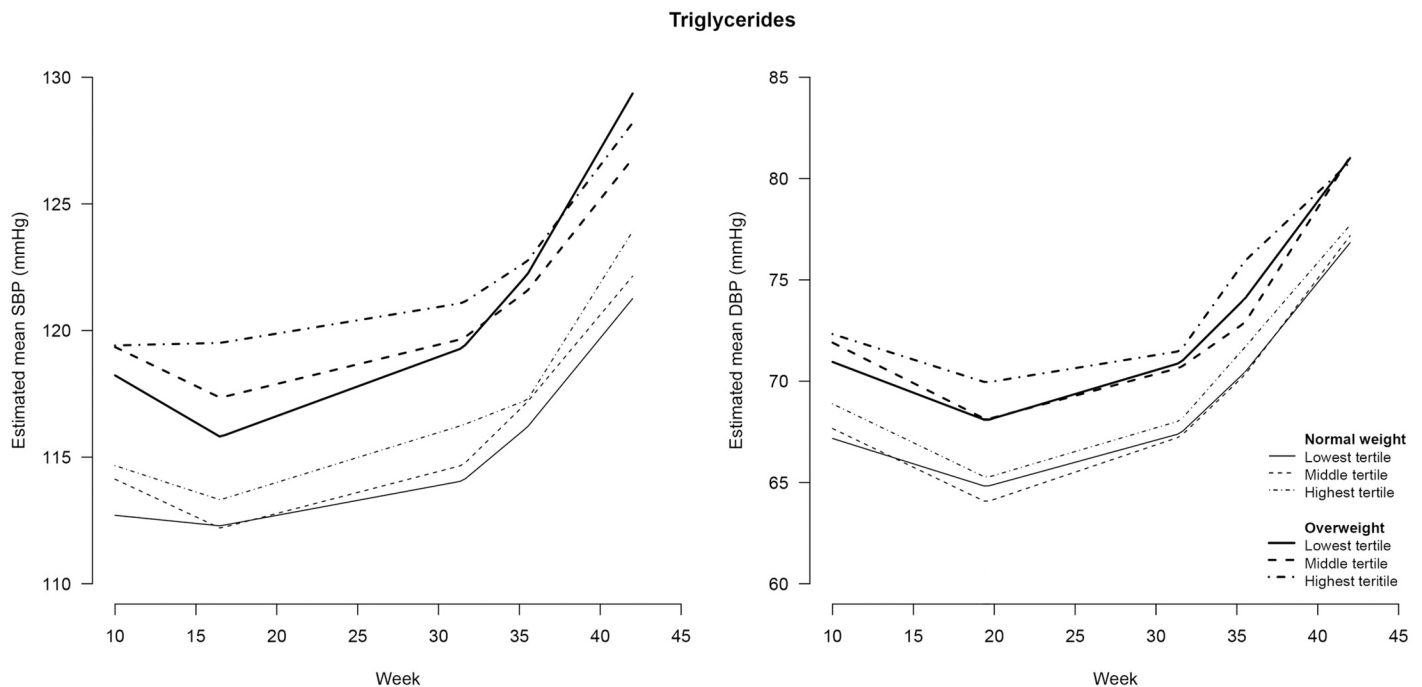 Triglycerides
Estimated mean SBP (mmHg)
130
125
120
115
110
10 15 20 25 30 35 40 45
Week
Estimated mean DBP (mmHg)
85
80
75
70
65
60
10 15 20 25 30 35 40 45
Week
Normal weight
Lowest tertile
Middle tertile
Highest tertile
Overweight
Lowest tertile
Middle tertile
Highest teritile